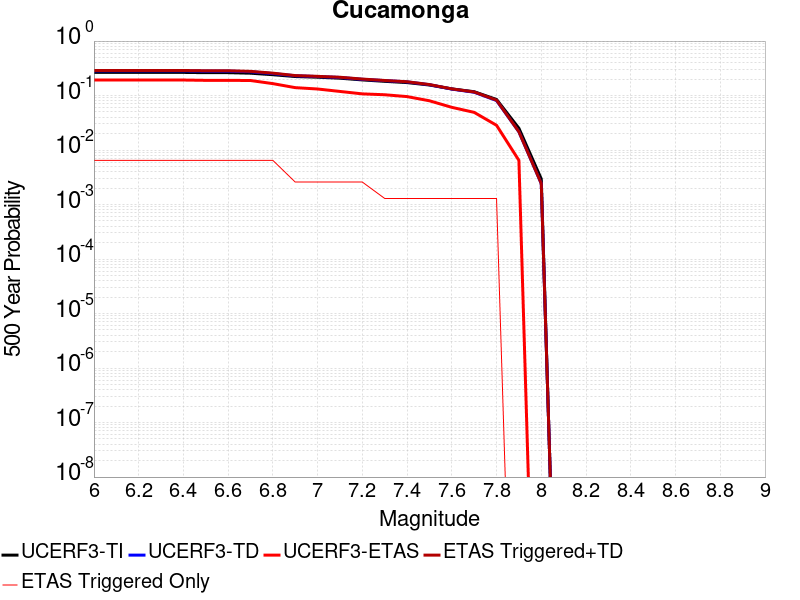 Cucamonga
10^0
10^-1
10^-2
10^-3
10^-4
10^-5
10^-6
10^-7
10^-8
500 Year Probability
6 6.2 6.4 6.6 6.8 7 7.2 7.4 7.6 7.8 8 8.2 8.4 8.6 8.8 9
Magnitude
UCERF3-TI UCERF3-TD UCERF3-ETAS ETAS Triggered+TD
ETAS Triggered Only